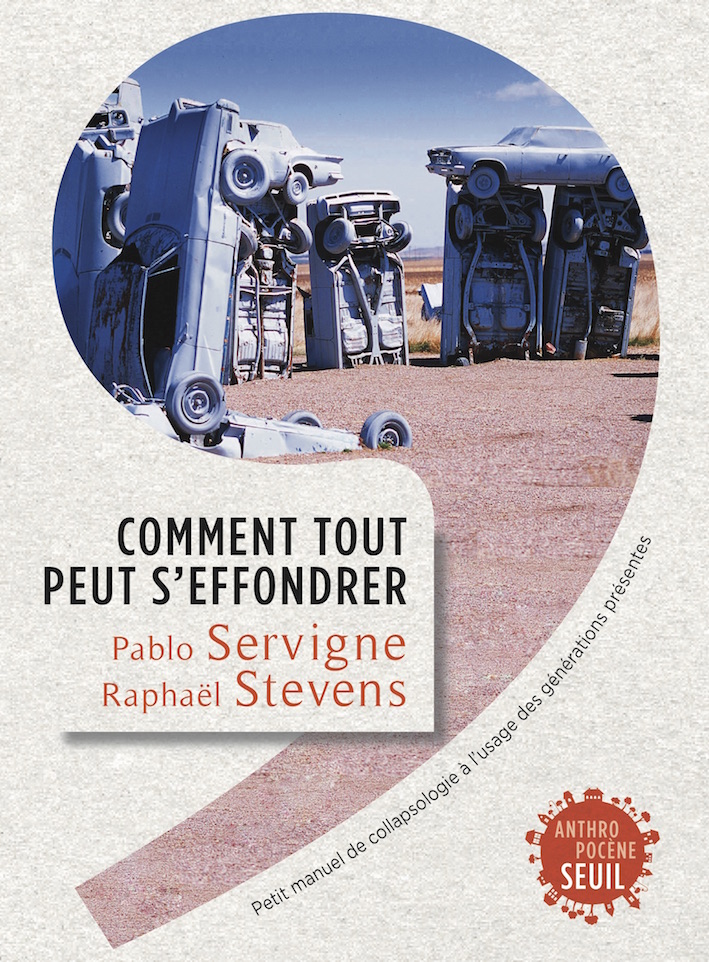 COMMENT TOUT
PEUT S'EFFONDRER
Pablo Servigne
Raphaël Stevens
Petit manuel de collapsologie à l'usage des générations présentes
ANTHRO
POCÈNE
SEUIL